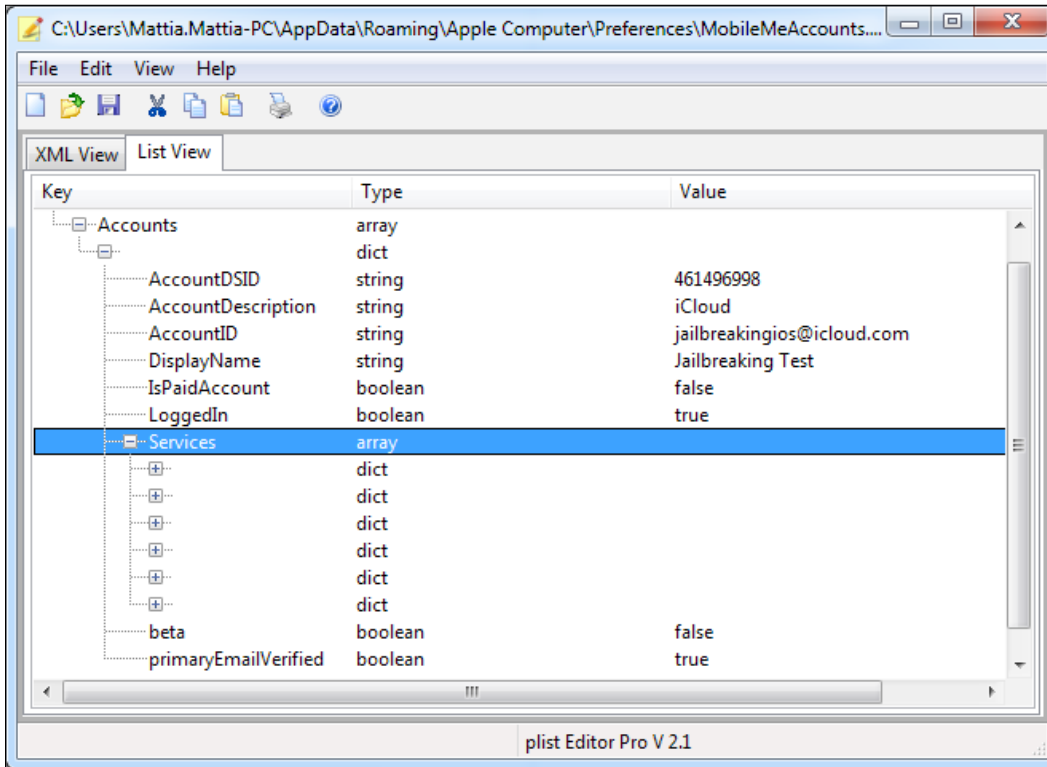 C:\Users\Mattia.Mattia-PC\AppData\Roaming\Apple Computer\Preferences\MobileMeAccounts....
File Edit View Help
XML View List View
Key Type Value
Accounts array
dict
AccountDSID string 461496998
AccountDescription string iCloud
AccountID string jailbreakingios@icloud.com
DisplayName string Jailbreaking Test
IsPaidAccount boolean false
LoggedIn boolean true
Services array
dict
dict
dict
dict
dict
dict
beta boolean false
primaryEmailVerified boolean true
plist Editor Pro V 2.1